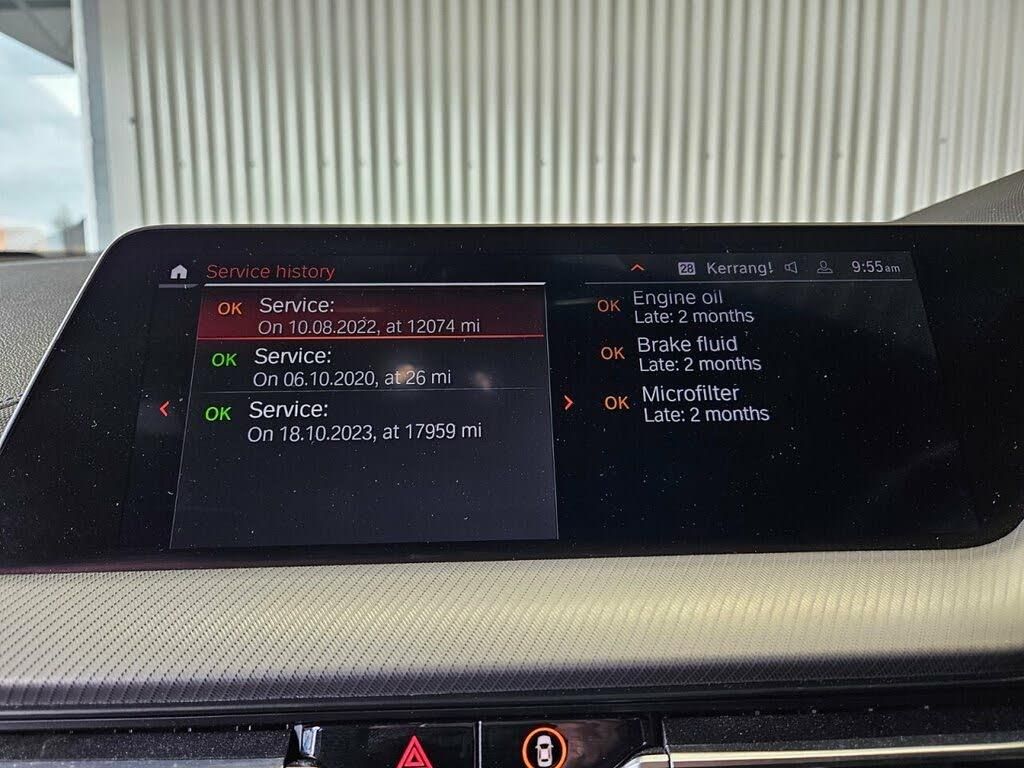 Service history
28 Kerrang! 9:55am
OK Service:
On 10.08.2022, at 12074 mi
OK Service:
On 06.10.2020, at 26 mi
OK Service:
On 18.10.2023, at 17959 mi
OK Engine oil
Late: 2 months
OK Brake fluid
Late: 2 months
OK Microfilter
Late: 2 months